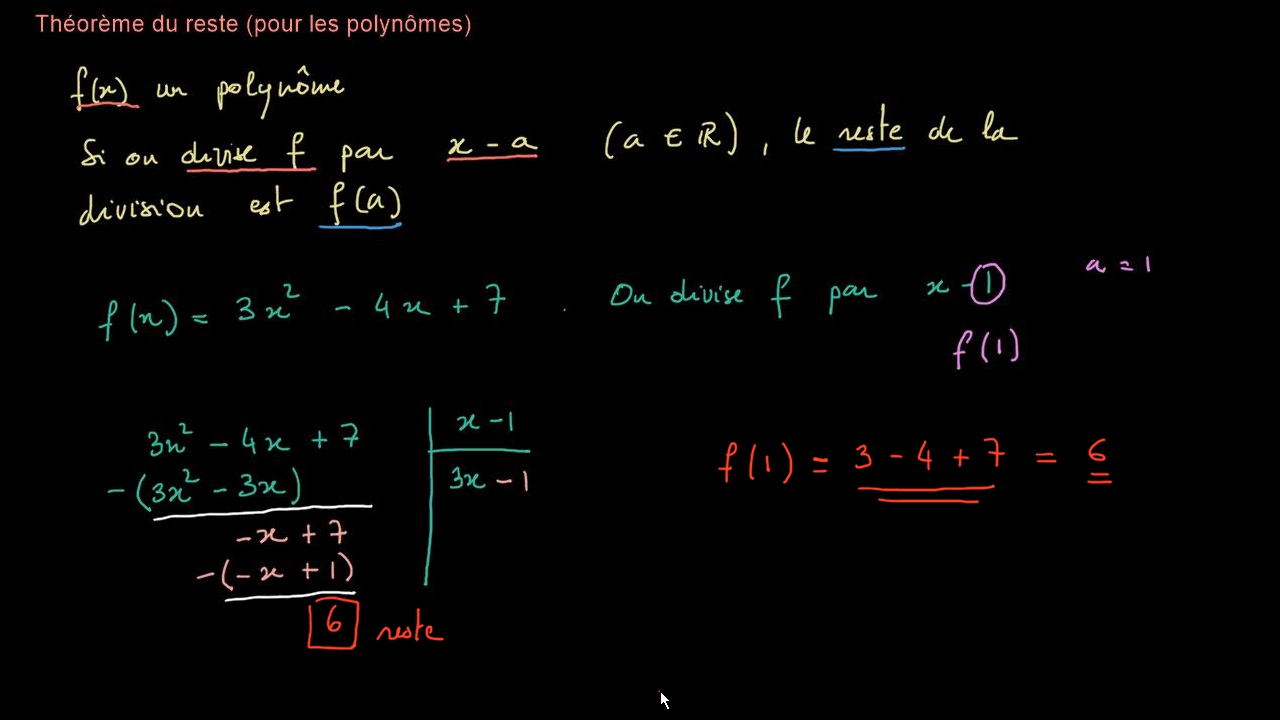 Théorème du reste (pour les polynômes)
f(x) un polynôme
Si on divise f par x - a (a ∈ ℝ), le reste de la
division est f(a)
f(x) = 3x² - 4x + 7 . On divise f par x - 1 a = 1
f(1)
3x² - 4x + 7 x - 1
-(3x² - 3x) 3x - 1
-x + 7
-(-x + 1)
6 reste
f(1) = 3 - 4 + 7 = 6